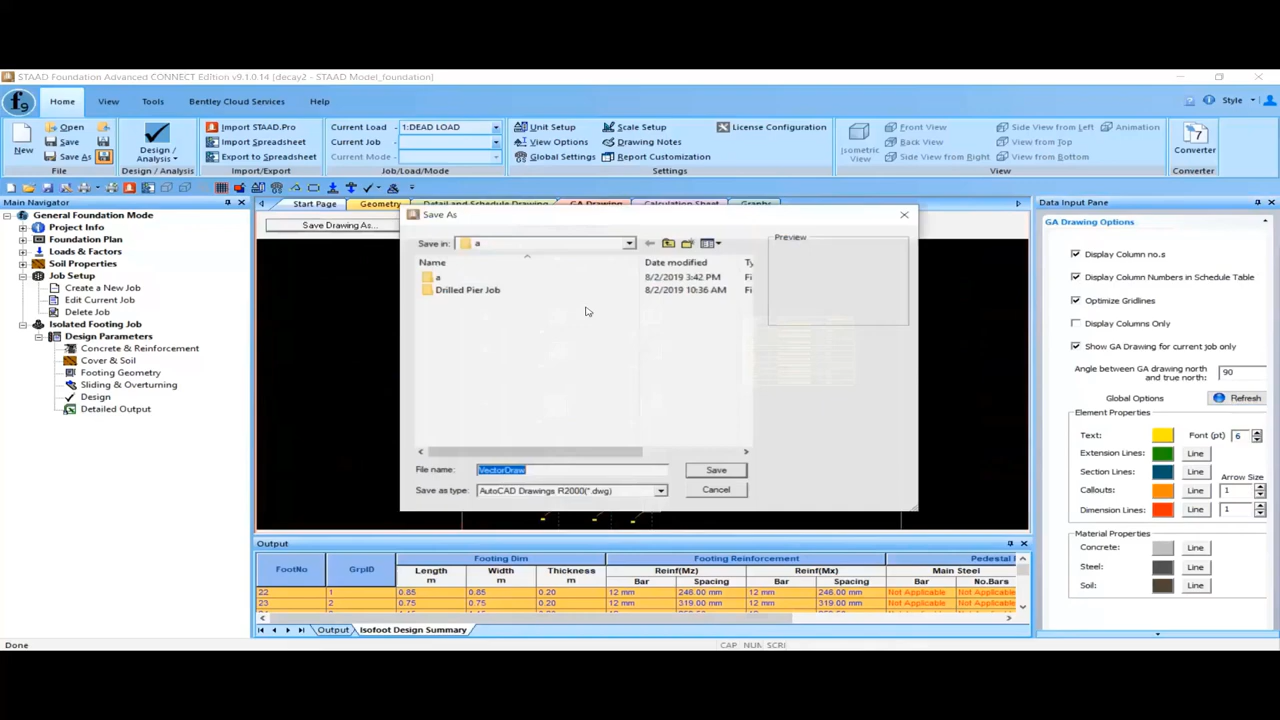 STAAD Foundation Advanced CONNECT Edition v9.1.0.14 [decay2 - STAAD Model_foundation]
Home View Tools Bentley Cloud Services Help Style
New Open Save Save As File
Design / Analysis Design / Analysis
Import STAAD.Pro Import Spreadsheet Export to Spreadsheet Import/Export
Current Load 1:DEAD LOAD
Current Job
Current Mode
Job/Load/Mode
Unit Setup Scale Setup License Configuration
View Options Drawing Notes
Global Settings Report Customization
Settings
Isometric View Front View Side View from Left Animation
Back View View from Top
Side View from Right View from Bottom
View
Converter Converter
Main Navigator
General Foundation Mode
Project Info
Foundation Plan
Loads & Factors
Soil Properties
Job Setup
Create a New Job
Edit Current Job
Delete Job
Isolated Footing Job
Design Parameters
Concrete & Reinforcement
Cover & Soil
Footing Geometry
Sliding & Overturning
Design
Detailed Output
Start Page Geometry Detail and Schedule Drawing GA Drawing Calculation Sheet Graphs
Save Drawing As...
Save As
Save in: a
Name Date modified Ty
a 8/2/2019 3:42 PM Fi
Drilled Pier Job 8/2/2019 10:36 AM Fi
Preview
File name: VectorDraw Save
Save as type: AutoCAD Drawings R2000(*.dwg) Cancel
Data Input Pane
GA Drawing Options
Display Column no.s
Display Column Numbers in Schedule Table
Optimize Gridlines
Display Columns Only
Show GA Drawing for current job only
Angle between GA drawing north and true north: 90
Global Options Refresh
Element Properties
Text: Font (pt) 6
Extension Lines: Line
Section Lines: Line Arrow Size
Callouts: Line 1
Dimension Lines: Line 1
Material Properties
Concrete: Line
Steel: Line
Soil: Line
Output
FootNo GrpID Footing Dim Footing Reinforcement Pedestal
Length Width Thickness Reinf(Mz) Reinf(Mx) Main Steel
m m m Bar Spacing Bar Spacing Bar No.Bars
22 1 0.85 0.85 0.20 12 mm 246.00 mm 12 mm 246.00 mm Not Applicable Not Applicable
23 2 0.75 0.75 0.20 12 mm 319.00 mm 12 mm 319.00 mm Not Applicable Not Applicable
Output Isofoot Design Summary
Done CAP NUM SCRI